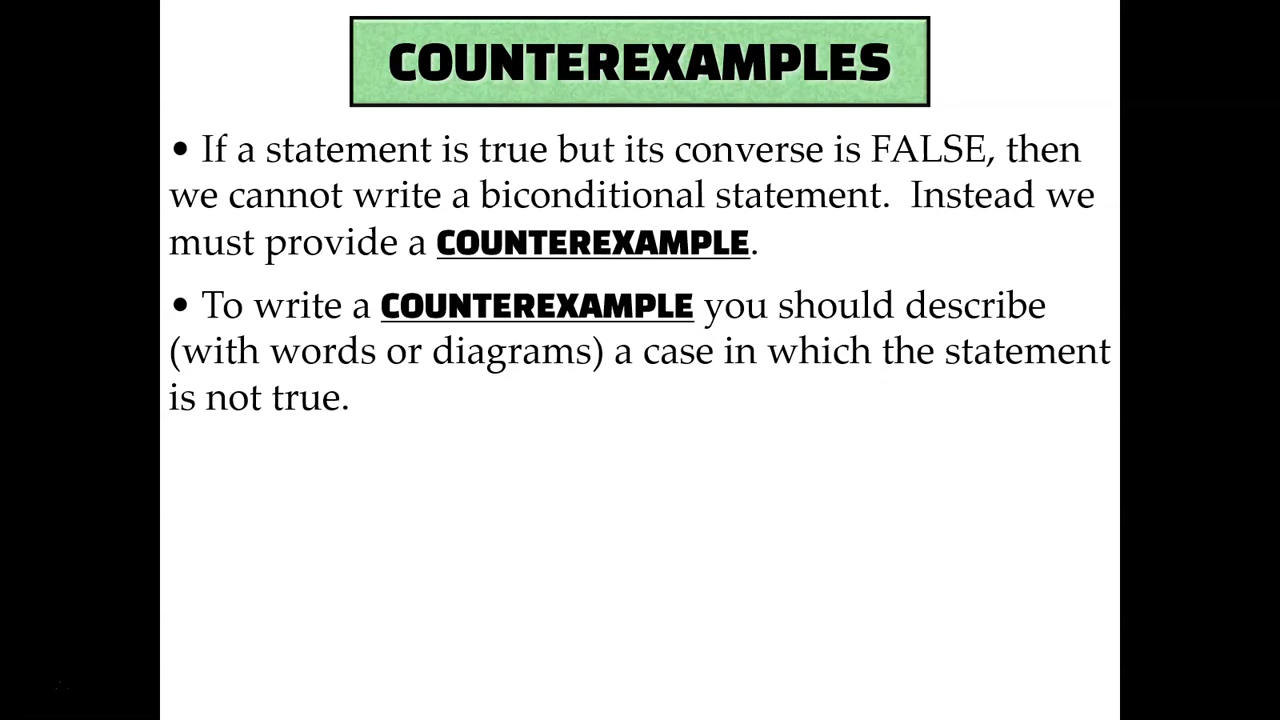 COUNTEREXAMPLES
• If a statement is true but its converse is FALSE, then
we cannot write a biconditional statement.  Instead we
must provide a COUNTEREXAMPLE.
• To write a COUNTEREXAMPLE you should describe
(with words or diagrams) a case in which the statement
is not true.